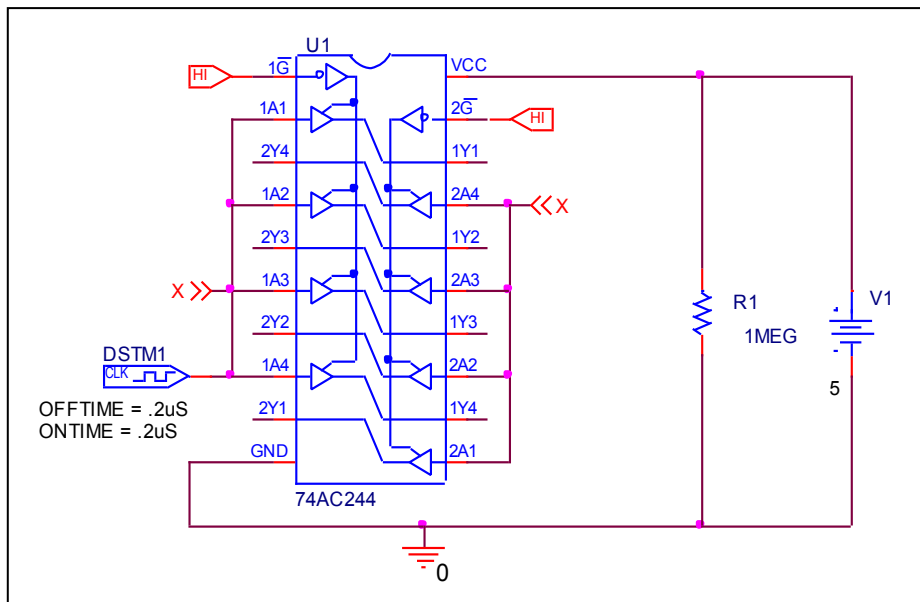 U1
HI
1G̅
VCC
1A1
2G̅
HI
2Y4
1Y1
1A2
2A4
X
2Y3
1Y2
X
1A3
2A3
R1
V1
2Y2
1Y3
1MEG
DSTM1
CLK
1A4
2A2
5
OFFTIME = .2uS
2Y1
1Y4
ONTIME = .2uS
GND
2A1
74AC244
0